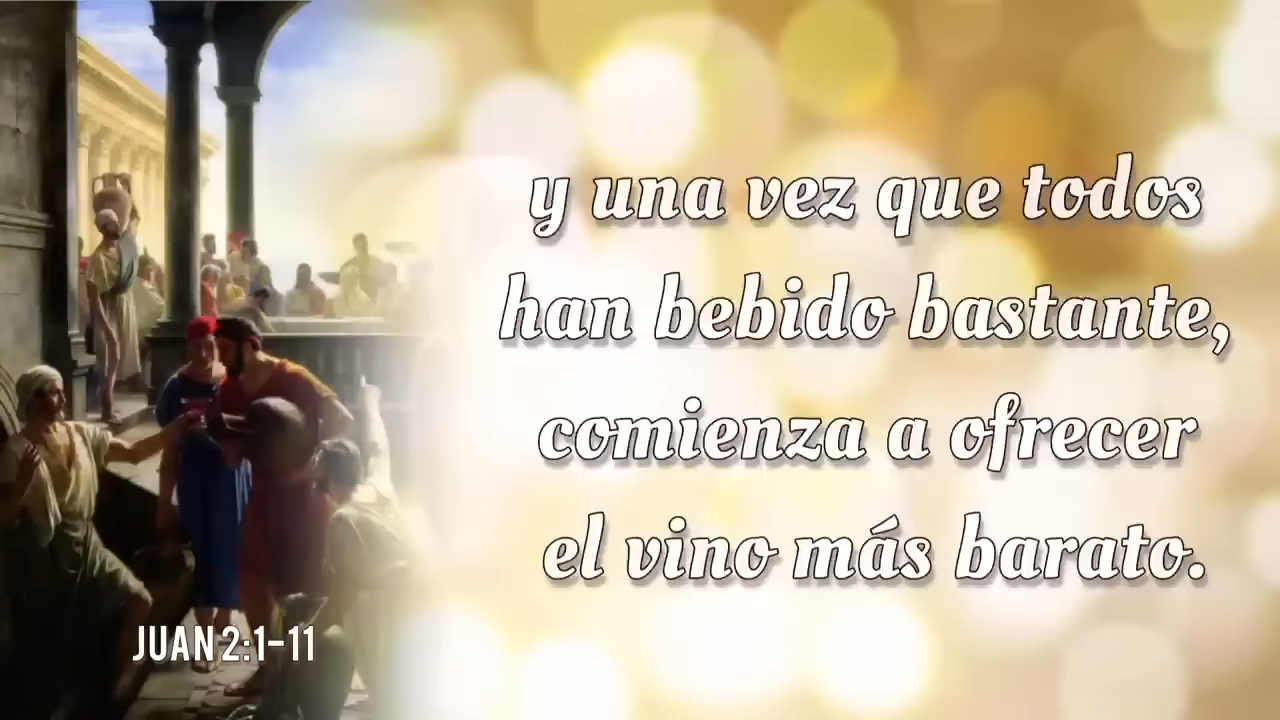 y una vez que todos
han bebido bastante,
comienza a ofrecer
el vino más barato.
JUAN 2:1-11